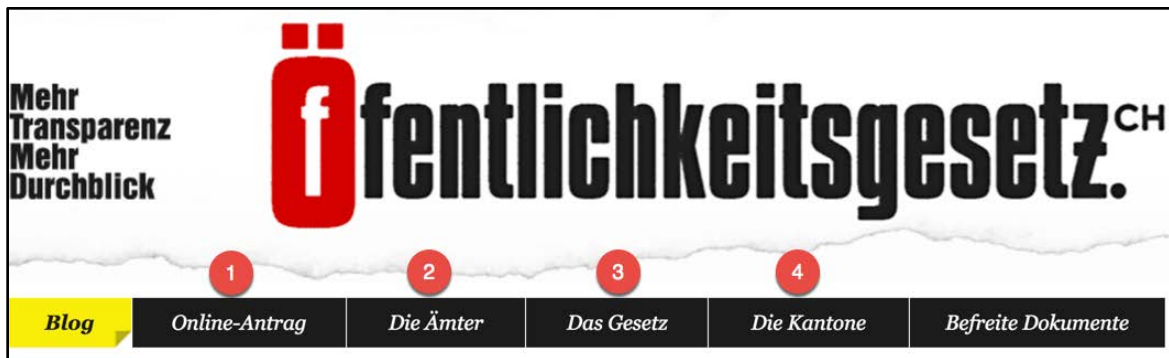 Mehr
Transparenz
Mehr
Durchblick
Öffentlichkeitsgesetz.CH
1 2 3 4
Blog Online-Antrag Die Ämter Das Gesetz Die Kantone Befreite Dokumente